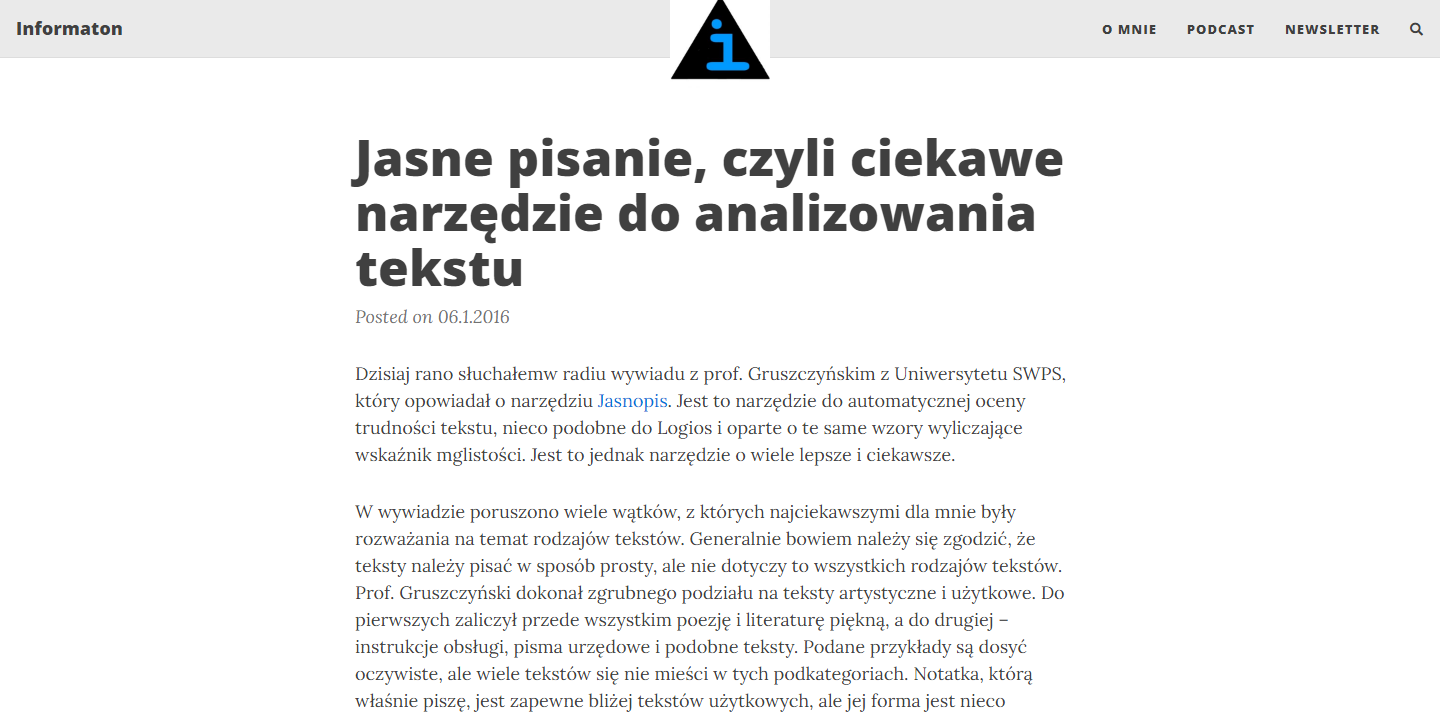 Informaton
i
O MNIE
PODCAST
NEWSLETTER
Jasne pisanie, czyli ciekawe
narzędzie do analizowania
tekstu
Posted on 06.1.2016
Dzisiaj rano słuchałemw radiu wywiadu z prof. Gruszczyńskim z Uniwersytetu SWPS,
który opowiadał o narzędziu Jasnopis. Jest to narzędzie do automatycznej oceny
trudności tekstu, nieco podobne do Logios i oparte o te same wzory wyliczające
wskaźnik mglistości. Jest to jednak narzędzie o wiele lepsze i ciekawsze.
W wywiadzie poruszono wiele wątków, z których najciekawszymi dla mnie były
rozważania na temat rodzajów tekstów. Generalnie bowiem należy się zgodzić, że
teksty należy pisać w sposób prosty, ale nie dotyczy to wszystkich rodzajów tekstów.
Prof. Gruszczyński dokonał zgrubnego podziału na teksty artystyczne i użytkowe. Do
pierwszych zaliczył przede wszystkim poezję i literaturę piękną, a do drugiej –
instrukcje obsługi, pisma urzędowe i podobne teksty. Podane przykłady są dosyć
oczywiste, ale wiele tekstów się nie mieści w tych podkategoriach. Notatka, którą
właśnie piszę, jest zapewne bliżej tekstów użytkowych, ale jej forma jest nieco